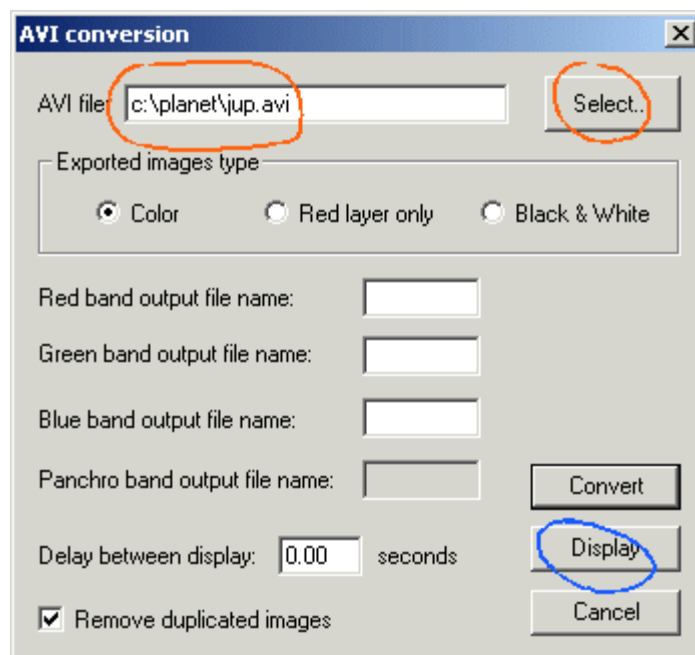 AVI conversion
AVI file: c:\planet\jup.avi Select..
Exported images type
Color Red layer only Black & White
Red band output file name:
Green band output file name:
Blue band output file name:
Panchro band output file name: Convert
Delay between display: 0.00 seconds Display
Remove duplicated images Cancel